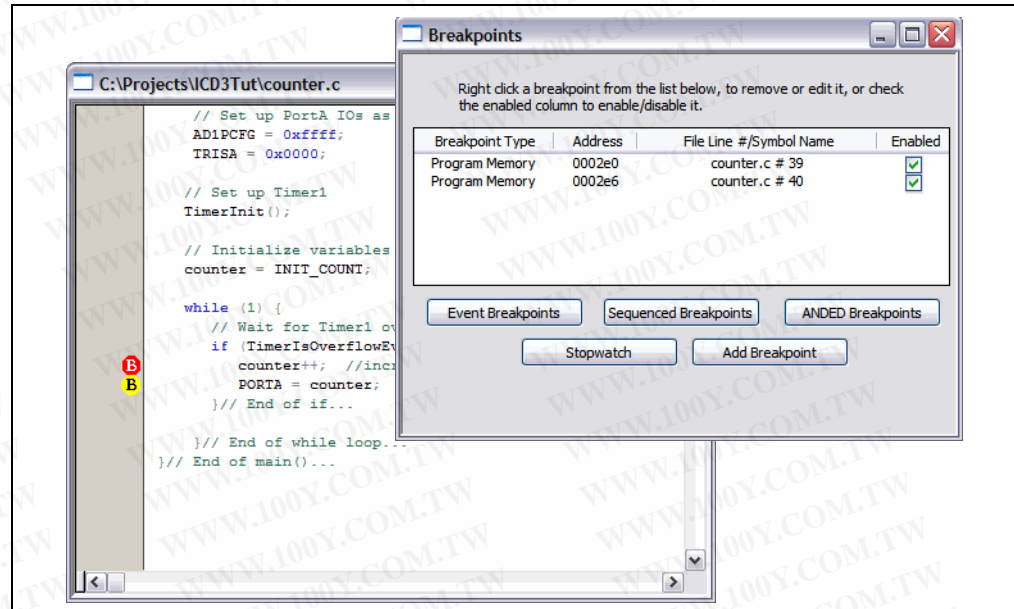 Breakpoints
Right click a breakpoint from the list below, to remove or edit it, or check
the enabled column to enable/disable it.
Breakpoint Type Address File Line #/Symbol Name Enabled
Program Memory 0002e0 counter.c # 39
Program Memory 0002e6 counter.c # 40
Event Breakpoints Sequenced Breakpoints ANDED Breakpoints
Stopwatch Add Breakpoint
C:\Projects\ICD3Tut\counter.c
// Set up PortA IOs as
AD1PCFG = 0xffff;
TRISA = 0x0000;
// Set up Timer1
TimerInit();
// Initialize variables
counter = INIT_COUNT;
while (1) {
// Wait for Timer1 ov
if (TimerIsOverflowEv
B counter++; //incr
B PORTA = counter;
}// End of if...
}// End of while loop...
}// End of main()...
WWW.100Y.COM.TW